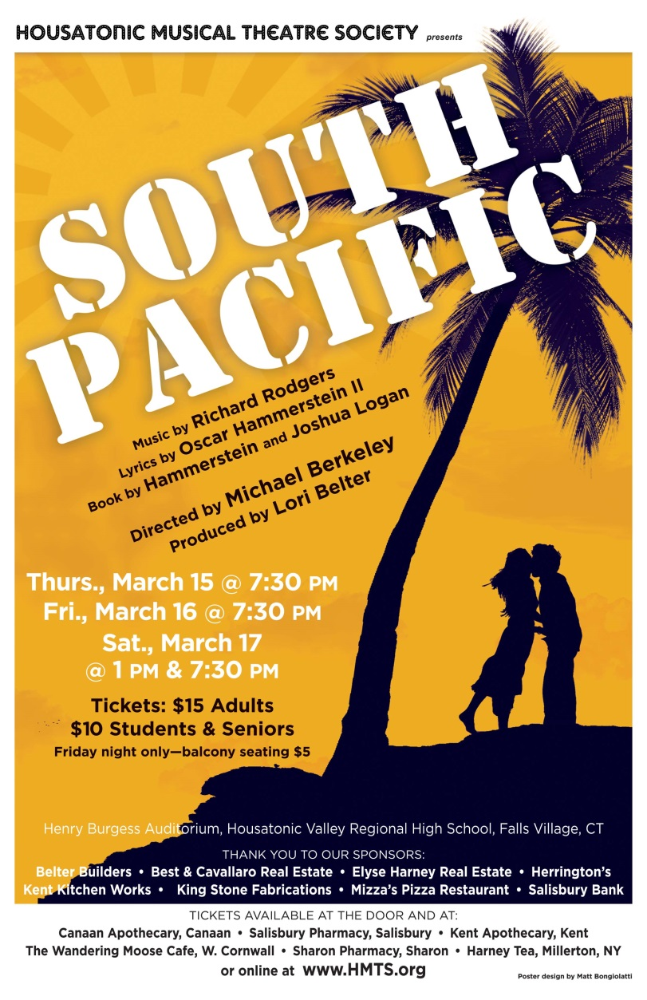 HOUSATONIC MUSICAL THEATRE SOCIETY presents
SOUTH
PACIFIC
Music by Richard Rodgers
Lyrics by Oscar Hammerstein II
Book by Hammerstein and Joshua Logan
Directed by Michael Berkeley
Produced by Lori Belter
Thurs., March 15 @ 7:30 PM
Fri., March 16 @ 7:30 PM
Sat., March 17
@ 1 PM & 7:30 PM
Tickets: $15 Adults
$10 Students & Seniors
Friday night only—balcony seating $5
Henry Burgess Auditorium, Housatonic Valley Regional High School, Falls Village, CT
THANK YOU TO OUR SPONSORS:
Belter Builders • Best & Cavallaro Real Estate • Elyse Harney Real Estate • Herrington's
Kent Kitchen Works • King Stone Fabrications • Mizza's Pizza Restaurant • Salisbury Bank
TICKETS AVAILABLE AT THE DOOR AND AT:
Canaan Apothecary, Canaan • Salisbury Pharmacy, Salisbury • Kent Apothecary, Kent
The Wandering Moose Cafe, W. Cornwall • Sharon Pharmacy, Sharon • Harney Tea, Millerton, NY
or online at www.HMTS.org
Poster design by Matt Bongiolatti